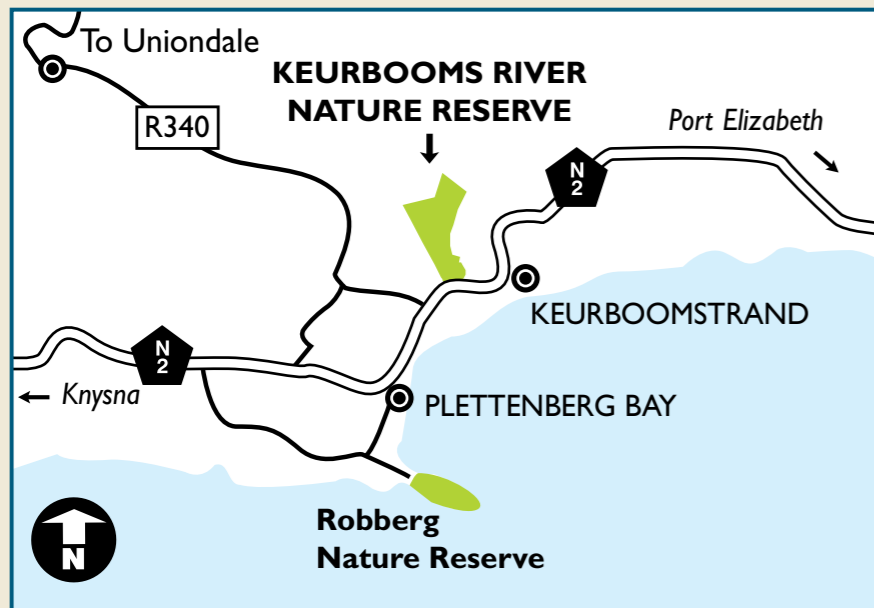 To Uniondale
KEURBOOMS RIVER
NATURE RESERVE
R340
Port Elizabeth
N
2
KEURBOOMSTRAND
N
2
Knysna
PLETTENBERG BAY
Robberg
Nature Reserve
N